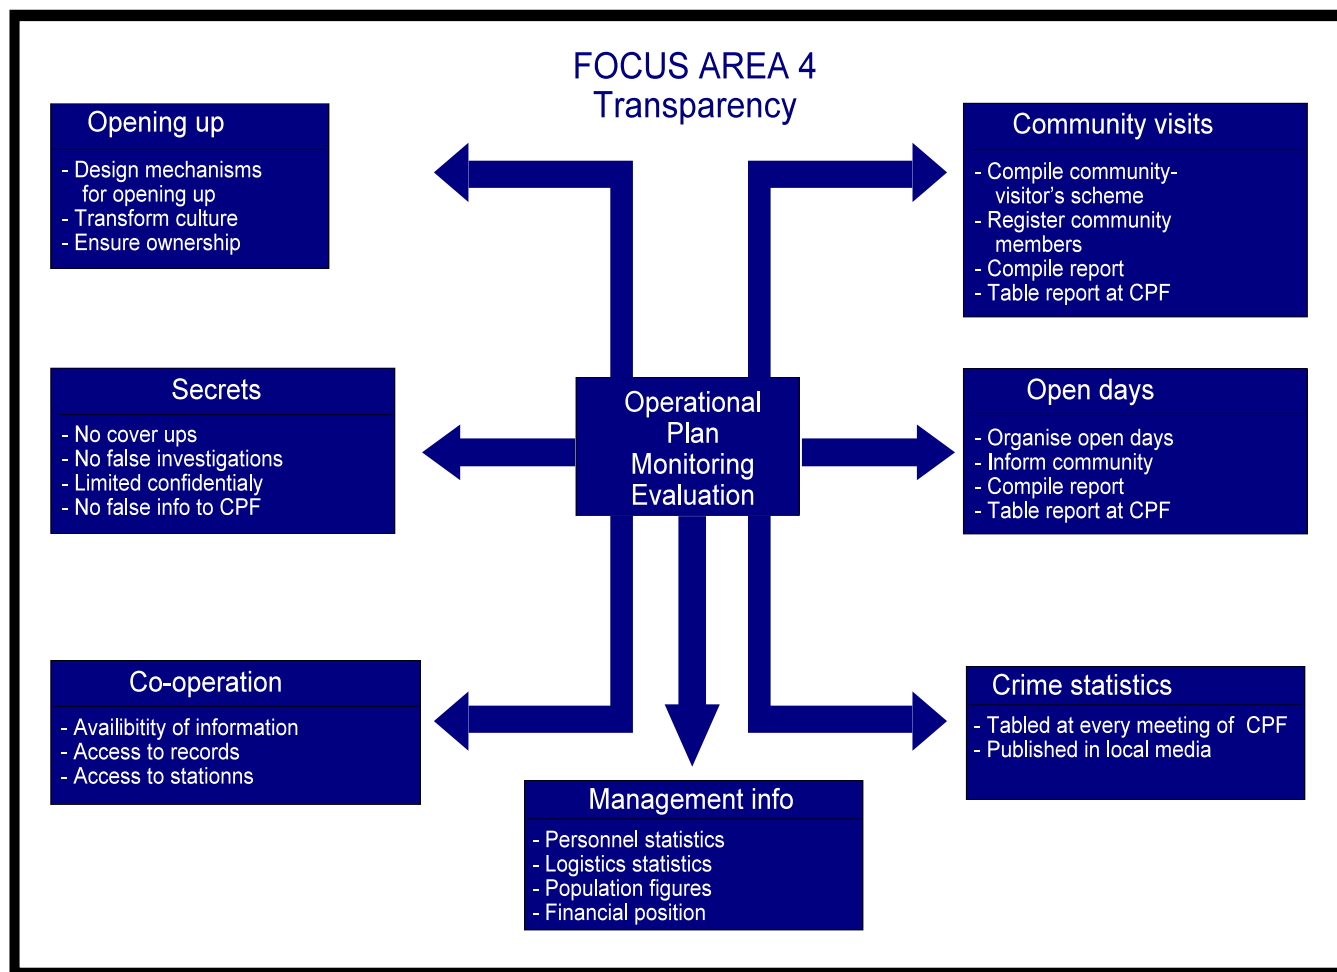 FOCUS AREA 4
Transparency
Opening up
- Design mechanisms
for opening up
- Transform culture
- Ensure ownership
Community visits
- Compile community-
visitor's scheme
- Register community
members
- Compile report
- Table report at CPF
Secrets
- No cover ups
- No false investigations
- Limited confidentialy
- No false info to CPF
Operational
Plan
Monitoring
Evaluation
Open days
- Organise open days
- Inform community
- Compile report
- Table report at CPF
Co-operation
- Availibitity of information
- Access to records
- Access to stationns
Crime statistics
- Tabled at every meeting of CPF
- Published in local media
Management info
- Personnel statistics
- Logistics statistics
- Population figures
- Financial position